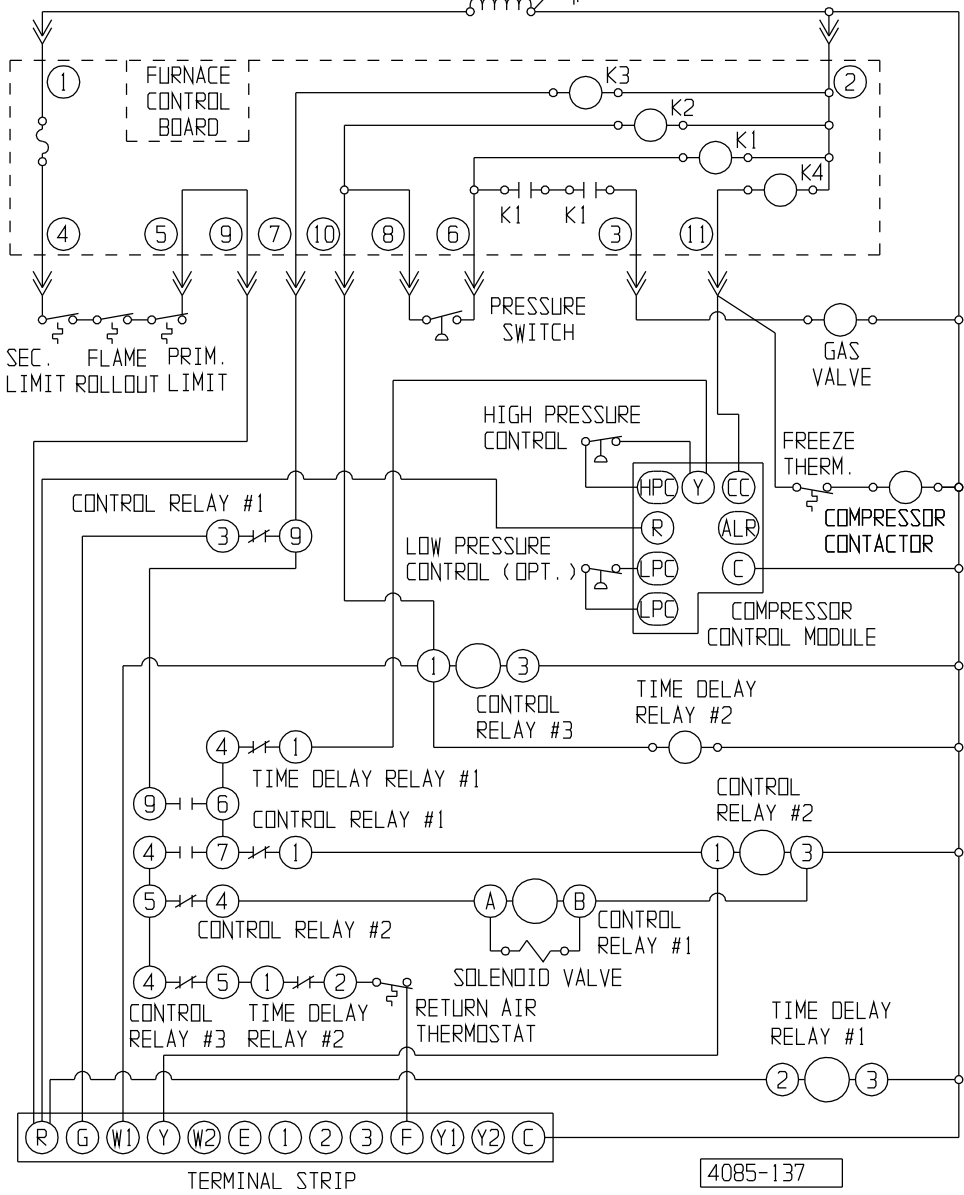 FURNACE
CONTROL
BOARD
1
2
K3
K2
K1
K4
K1 K1
4 5 9 7 10 8 6 3 11
PRESSURE
SWITCH
SEC. FLAME PRIM.
LIMIT ROLLOUT LIMIT
GAS
VALVE
HIGH PRESSURE
CONTROL
FREEZE
THERM.
HPC Y CC
COMPRESSOR
CONTACTOR
CONTROL RELAY #1
3 9
R ALR
LOW PRESSURE
CONTROL (OPT.)
LPC C
LPC
COMPRESSOR
CONTROL MODULE
1 3
CONTROL
RELAY #3
TIME DELAY
RELAY #2
4 1
TIME DELAY RELAY #1
9 6
CONTROL RELAY #1
CONTROL
RELAY #2
4 7 1 1 3
5 4 A B
CONTROL RELAY #2
CONTROL
RELAY #1
SOLENOID VALVE
4 5 1 2
CONTROL
RELAY #3
TIME DELAY
RELAY #2
RETURN AIR
THERMOSTAT
TIME DELAY
RELAY #1
2 3
R G W1 Y W2 E 1 2 3 F Y1 Y2 C
TERMINAL STRIP
4085-137